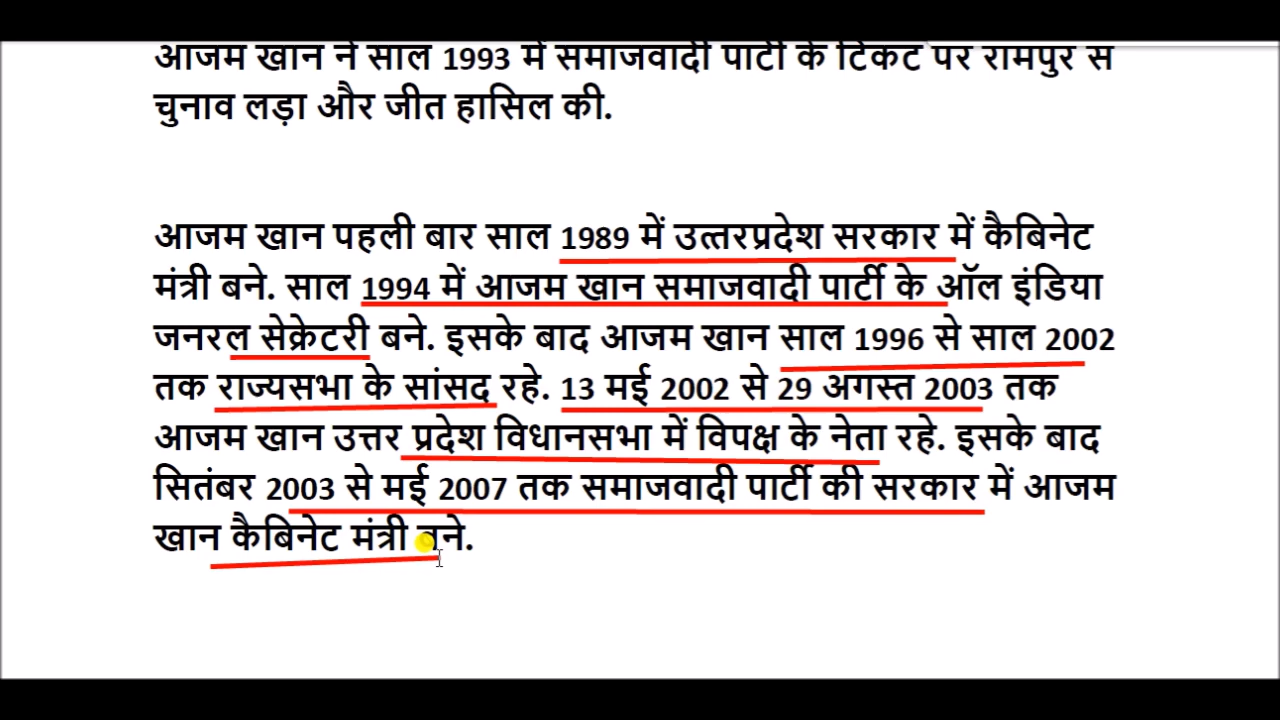 आजम खान ने साल 1993 में समाजवादी पार्टी के टिकट पर रामपुर से
चुनाव लड़ा और जीत हासिल की.
आजम खान पहली बार साल 1989 में उत्तरप्रदेश सरकार में कैबिनेट
मंत्री बने. साल 1994 में आजम खान समाजवादी पार्टी के ऑल इंडिया
जनरल सेक्रेटरी बने. इसके बाद आजम खान साल 1996 से साल 2002
तक राज्यसभा के सांसद रहे. 13 मई 2002 से 29 अगस्त 2003 तक
आजम खान उत्तर प्रदेश विधानसभा में विपक्ष के नेता रहे. इसके बाद
सितंबर 2003 से मई 2007 तक समाजवादी पार्टी की सरकार में आजम
खान कैबिनेट मंत्री बने.